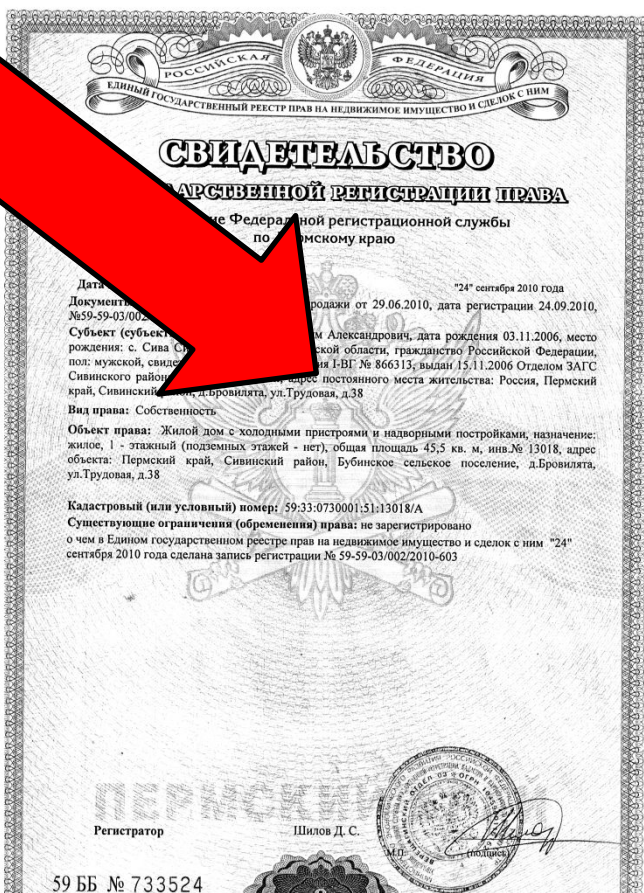 РОССИЙСКАЯ ФЕДЕРАЦИЯ
ЕДИНЫЙ ГОСУДАРСТВЕННЫЙ РЕЕСТР ПРАВ НА НЕДВИЖИМОЕ ИМУЩЕСТВО И СДЕЛОК С НИМ
СВИДЕТЕЛЬСТВО
АРСТВЕННОЙ РЕГИСТРАЦИИ ПРАВА
ие Федера ной регистрационной службы
по мскому краю
Дата "24" сентября 2010 года
Документы родажи от 29.06.2010, дата регистрации 24.09.2010,
№59-59-03/002
Субъект (субъект м Александрович, дата рождения 03.11.2006, место
рождения: с. Сива С ской области, гражданство Российской Федерации,
пол: мужской, свиде ия I-ВГ № 866313, выдан 15.11.2006 Отделом ЗАГС
Сивинского район адрес постоянного места жительства: Россия, Пермский
край, Сивинский д.Бровилята, ул.Трудовая, д.38
Вид права: Собственность
Объект права: Жилой дом с холодными пристроями и надворными постройками, назначение:
жилое, 1 - этажный (подземных этажей - нет), общая площадь 45,5 кв. м, инв.№ 13018, адрес
объекта: Пермский край, Сивинский район, Бубинское сельское поселение, д.Бровилята,
ул.Трудовая, д.38
Кадастровый (или условный) номер: 59:33:0730001:51:13018/А
Существующие ограничения (обременения) права: не зарегистрировано
о чем в Едином государственном реестре прав на недвижимое имущество и сделок с ним "24"
сентября 2010 года сделана запись регистрации № 59-59-03/002/2010-603
ПЕРМСКИЙ
Регистратор Шилов Д. С.
М.П. (подпись)
59 ББ № 733524